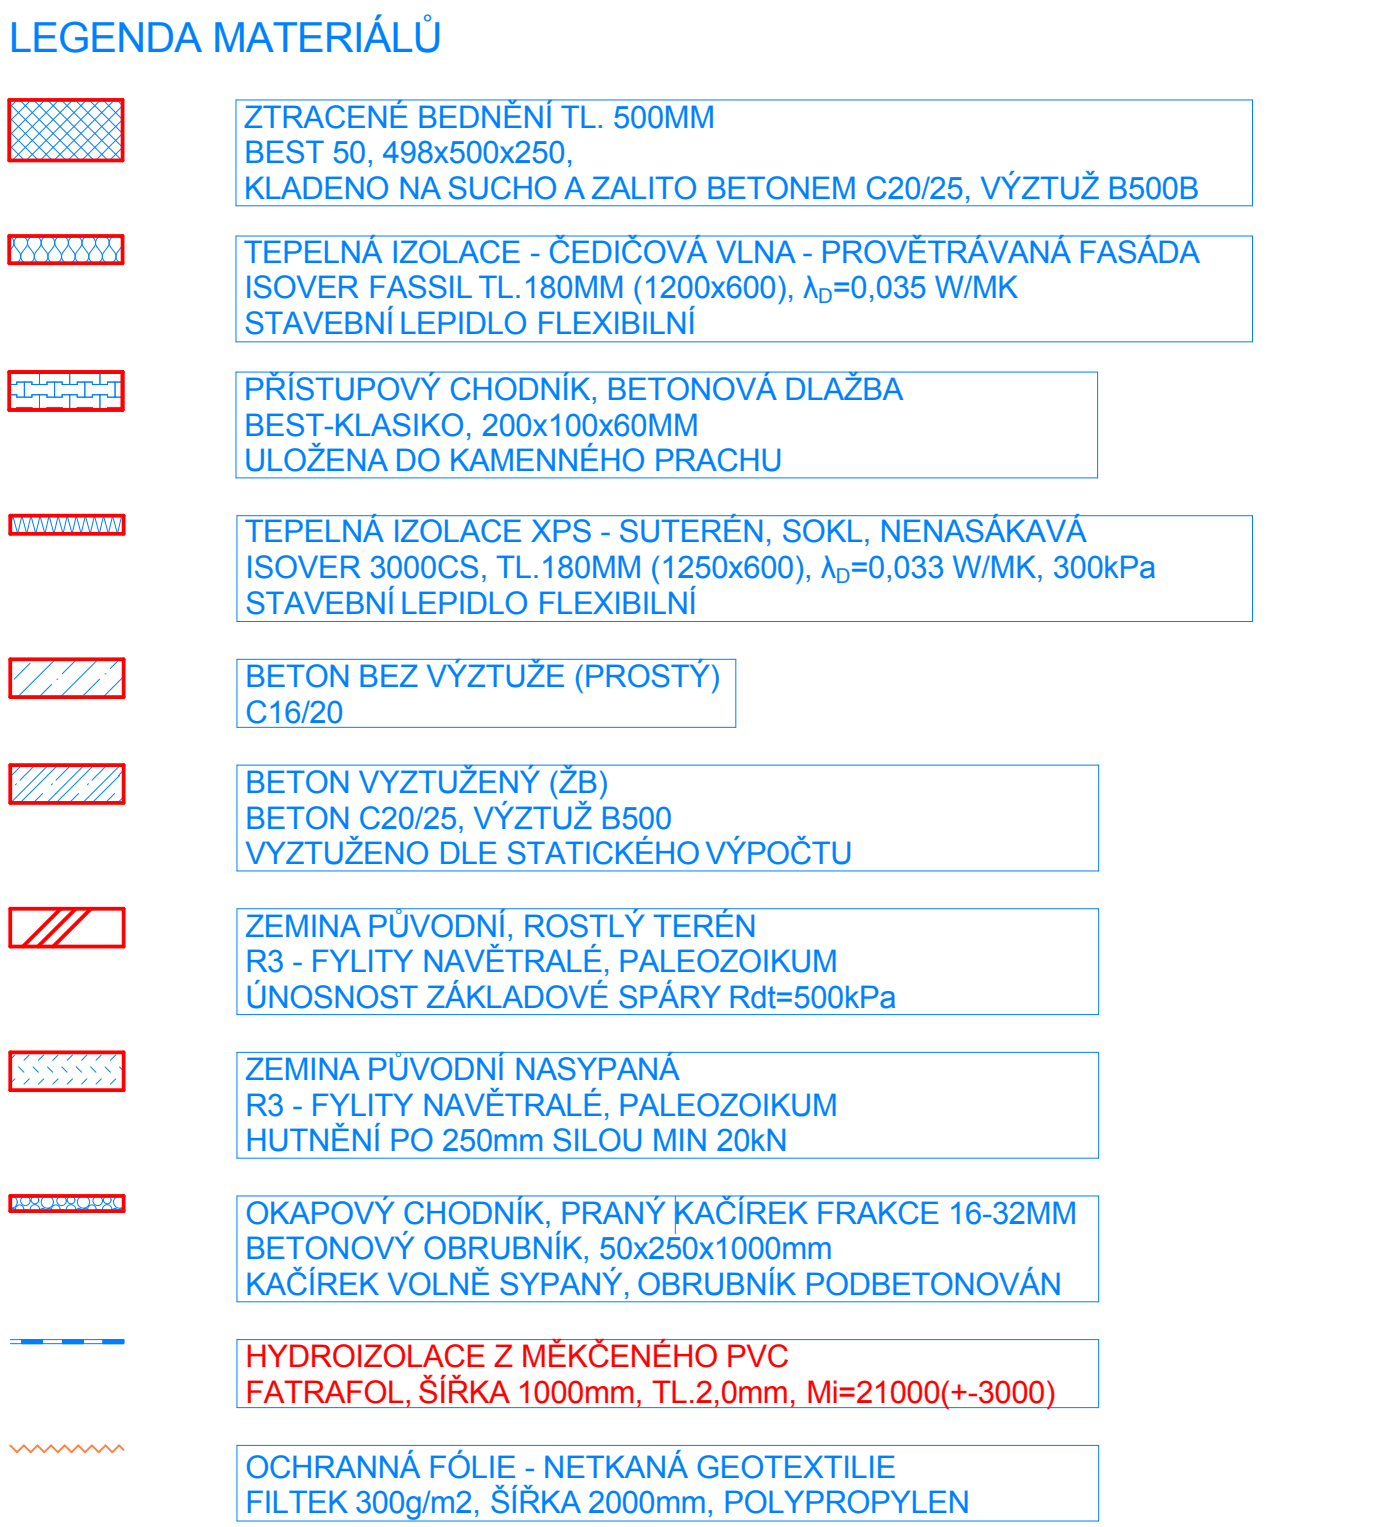 LEGENDA MATERIÁLŮ
ZTRACENÉ BEDNĚNÍ TL. 500MM
BEST 50, 498x500x250,
KLADENO NA SUCHO A ZALITO BETONEM C20/25, VÝZTUŽ B500B
TEPELNÁ IZOLACE - ČEDIČOVÁ VLNA - PROVĚTRÁVANÁ FASÁDA
ISOVER FASSIL TL.180MM (1200x600), λD=0,035 W/MK
STAVEBNÍ LEPIDLO FLEXIBILNÍ
PŘÍSTUPOVÝ CHODNÍK, BETONOVÁ DLAŽBA
BEST-KLASIKO, 200x100x60MM
ULOŽENA DO KAMENNÉHO PRACHU
TEPELNÁ IZOLACE XPS - SUTERÉN, SOKL, NENASÁKAVÁ
ISOVER 3000CS, TL.180MM (1250x600), λD=0,033 W/MK, 300kPa
STAVEBNÍ LEPIDLO FLEXIBILNÍ
BETON BEZ VÝZTUŽE (PROSTÝ)
C16/20
BETON VYZTUŽENÝ (ŽB)
BETON C20/25, VÝZTUŽ B500
VYZTUŽENO DLE STATICKÉHO VÝPOČTU
ZEMINA PŮVODNÍ, ROSTLÝ TERÉN
R3 - FYLITY NAVĚTRALÉ, PALEOZOIKUM
ÚNOSNOST ZÁKLADOVÉ SPÁRY Rdt=500kPa
ZEMINA PŮVODNÍ NASYPANÁ
R3 - FYLITY NAVĚTRALÉ, PALEOZOIKUM
HUTNĚNÍ PO 250mm SILOU MIN 20kN
OKAPOVÝ CHODNÍK, PRANÝ KAČÍREK FRAKCE 16-32MM
BETONOVÝ OBRUBNÍK, 50x250x1000mm
KAČÍREK VOLNĚ SYPANÝ, OBRUBNÍK PODBETONOVÁN
HYDROIZOLACE Z MĚKČENÉHO PVC
FATRAFOL, ŠÍŘKA 1000mm, TL.2,0mm, Mi=21000(+-3000)
OCHRANNÁ FÓLIE - NETKANÁ GEOTEXTILIE
FILTEK 300g/m2, ŠÍŘKA 2000mm, POLYPROPYLEN